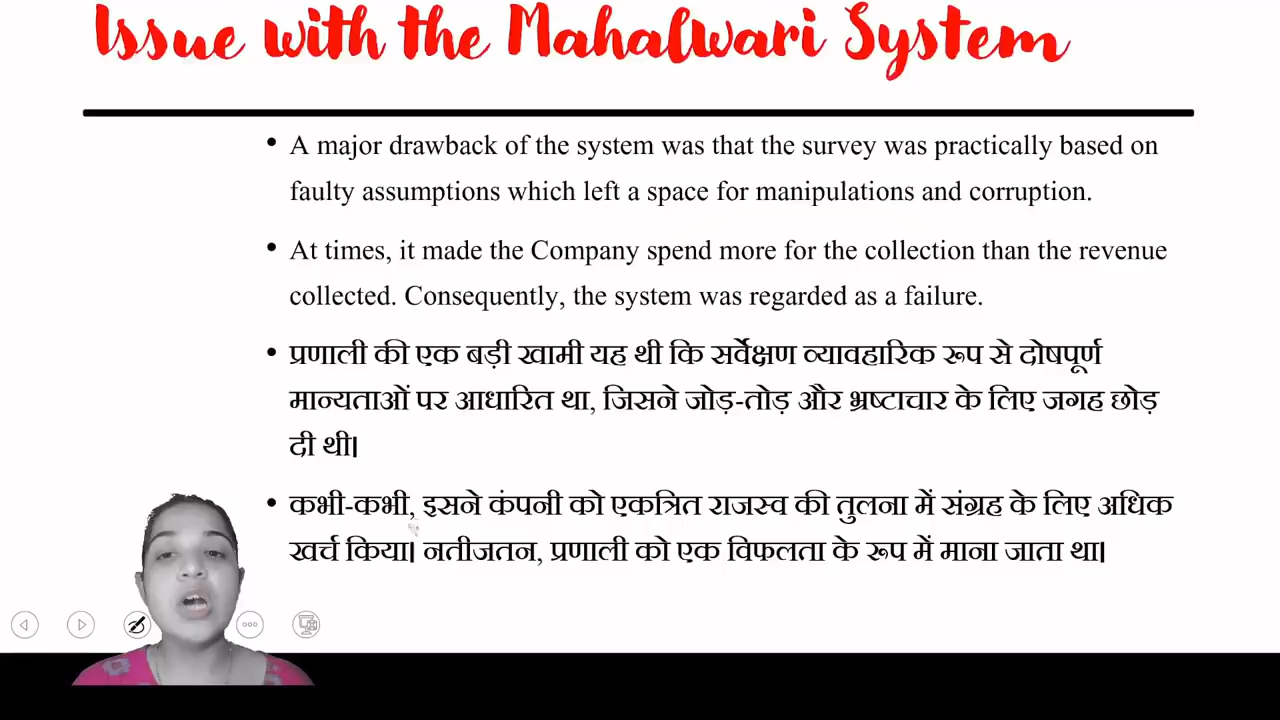 Issue with the Mahalwari System
• A major drawback of the system was that the survey was practically based on
faulty assumptions which left a space for manipulations and corruption.
• At times, it made the Company spend more for the collection than the revenue
collected. Consequently, the system was regarded as a failure.
• प्रणाली की एक बड़ी खामी यह थी कि सर्वेक्षण व्यावहारिक रूप से दोषपूर्ण
मान्यताओं पर आधारित था, जिसने जोड़-तोड़ और भ्रष्टाचार के लिए जगह छोड़
दी थी।
• कभी-कभी, इसने कंपनी को एकत्रित राजस्व की तुलना में संग्रह के लिए अधिक
खर्च किया। नतीजतन, प्रणाली को एक विफलता के रूप में माना जाता था।